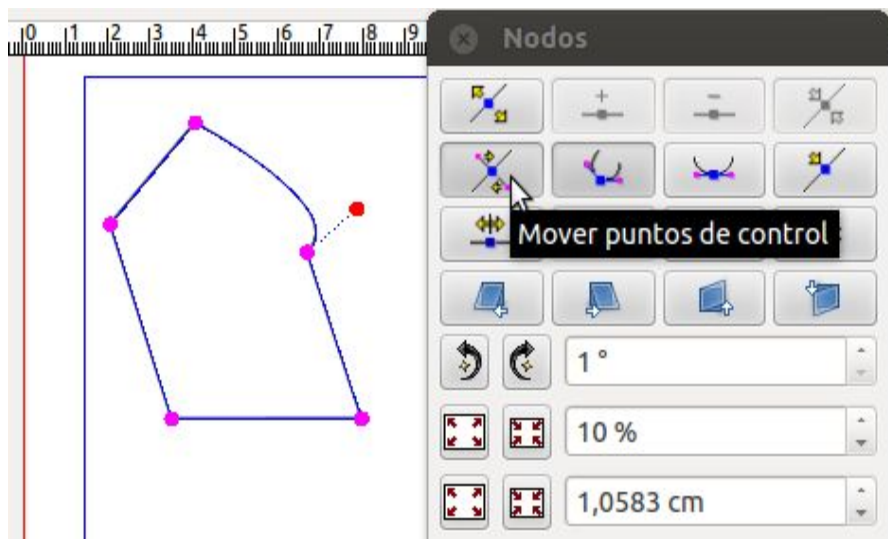 0 1 2 3 4 5 6 7 8 9
Nodos
Mover puntos de control
1 °
10 %
1,0583 cm